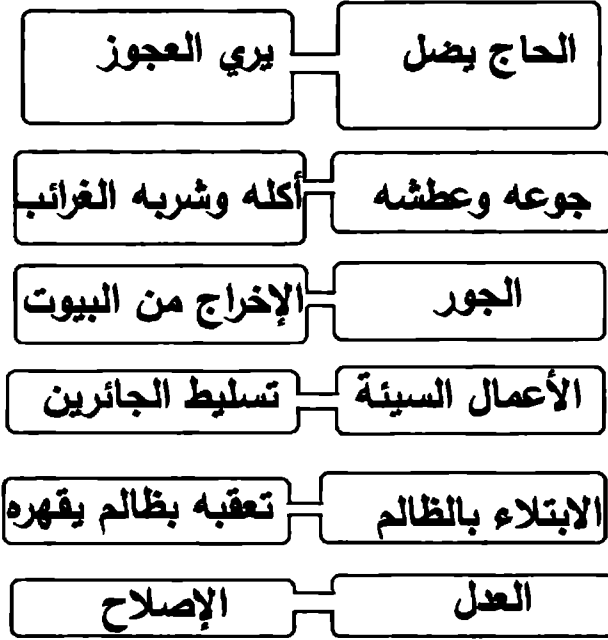 الحاج يضل يري العجوز
جوعه وعطشه أكله وشربه الغرائب
الجور الإخراج من البيوت
الأعمال السيئة تسليط الجائرين
الابتلاء بالظالم تعقبه بظالم يقهره
العدل الإصلاح